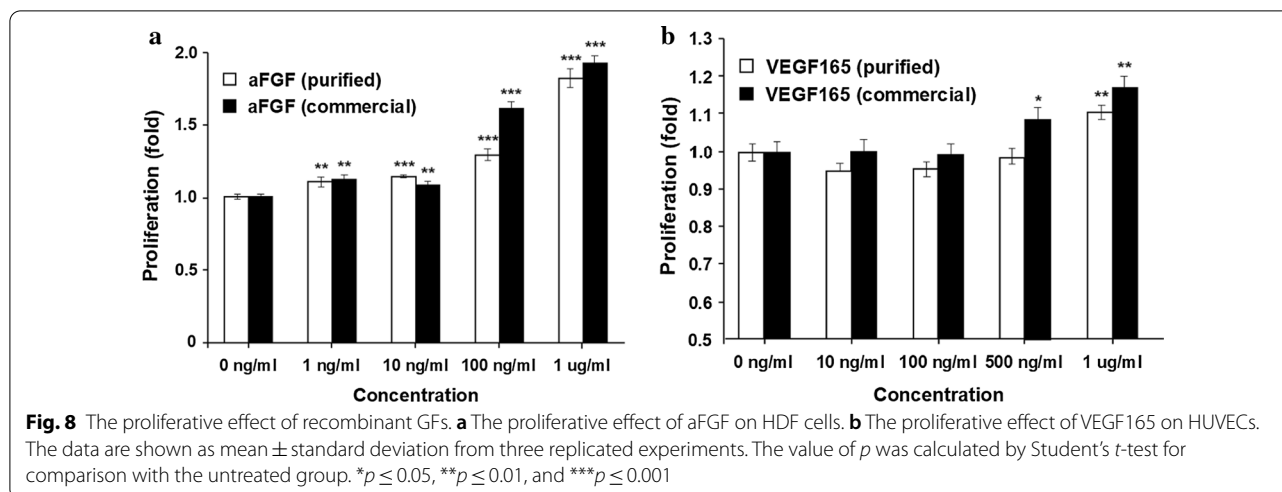 a
b
2.0
1.5
1.0
0.5
0
Proliferation (fold)
aFGF (purified)
aFGF (commercial)
** ** *** ** *** *** *** ***
0 ng/ml 1 ng/ml 10 ng/ml 100 ng/ml 1 ug/ml
Concentration
1.3
1.2
1.1
1.0
0.9
0.8
0.7
0.6
0.5
Proliferation (fold)
VEGF165 (purified)
VEGF165 (commercial)
* ** **
0 ng/ml 10 ng/ml 100 ng/ml 500 ng/ml 1 ug/ml
Concentration
Fig. 8 The proliferative effect of recombinant GFs. a The proliferative effect of aFGF on HDF cells. b The proliferative effect of VEGF165 on HUVECs.
The data are shown as mean ± standard deviation from three replicated experiments. The value of p was calculated by Student’s t-test for
comparison with the untreated group. *p ≤ 0.05, **p ≤ 0.01, and ***p ≤ 0.001